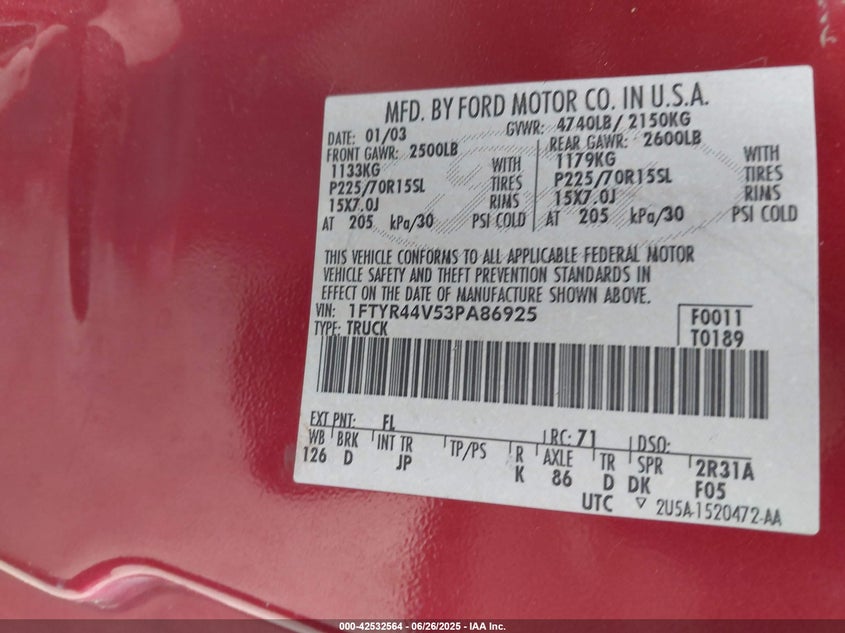 MFD. BY FORD MOTOR CO. IN U.S.A.
DATE: 01/03 GVWR: 4740LB/ 2150KG
FRONT GAWR: 2500LB REAR GAWR: 2600LB
1133KG WITH 1179KG WITH
P225/70R15SL TIRES P225/70R15SL TIRES
15X7.0J RIMS 15X7.0J RIMS
AT 205 kPa/30 PSI COLD AT 205 kPa/30 PSI COLD
THIS VEHICLE CONFORMS TO ALL APPLICABLE FEDERAL MOTOR
VEHICLE SAFETY AND THEFT PREVENTION STANDARDS IN
EFFECT ON THE DATE OF MANUFACTURE SHOWN ABOVE.
VIN: 1FTYR44V53PA86925 F0011
TYPE: TRUCK T0189
EXT PNT: FL RC: 71 DSO:
WB BRK INT TR TP/PS R AXLE TR SPR 2R31A
126 D JP K 86 D DK F05
UTC ▽ 2U5A-1520472-AA
000-42532564 - 06/26/2025 - IAA Inc.